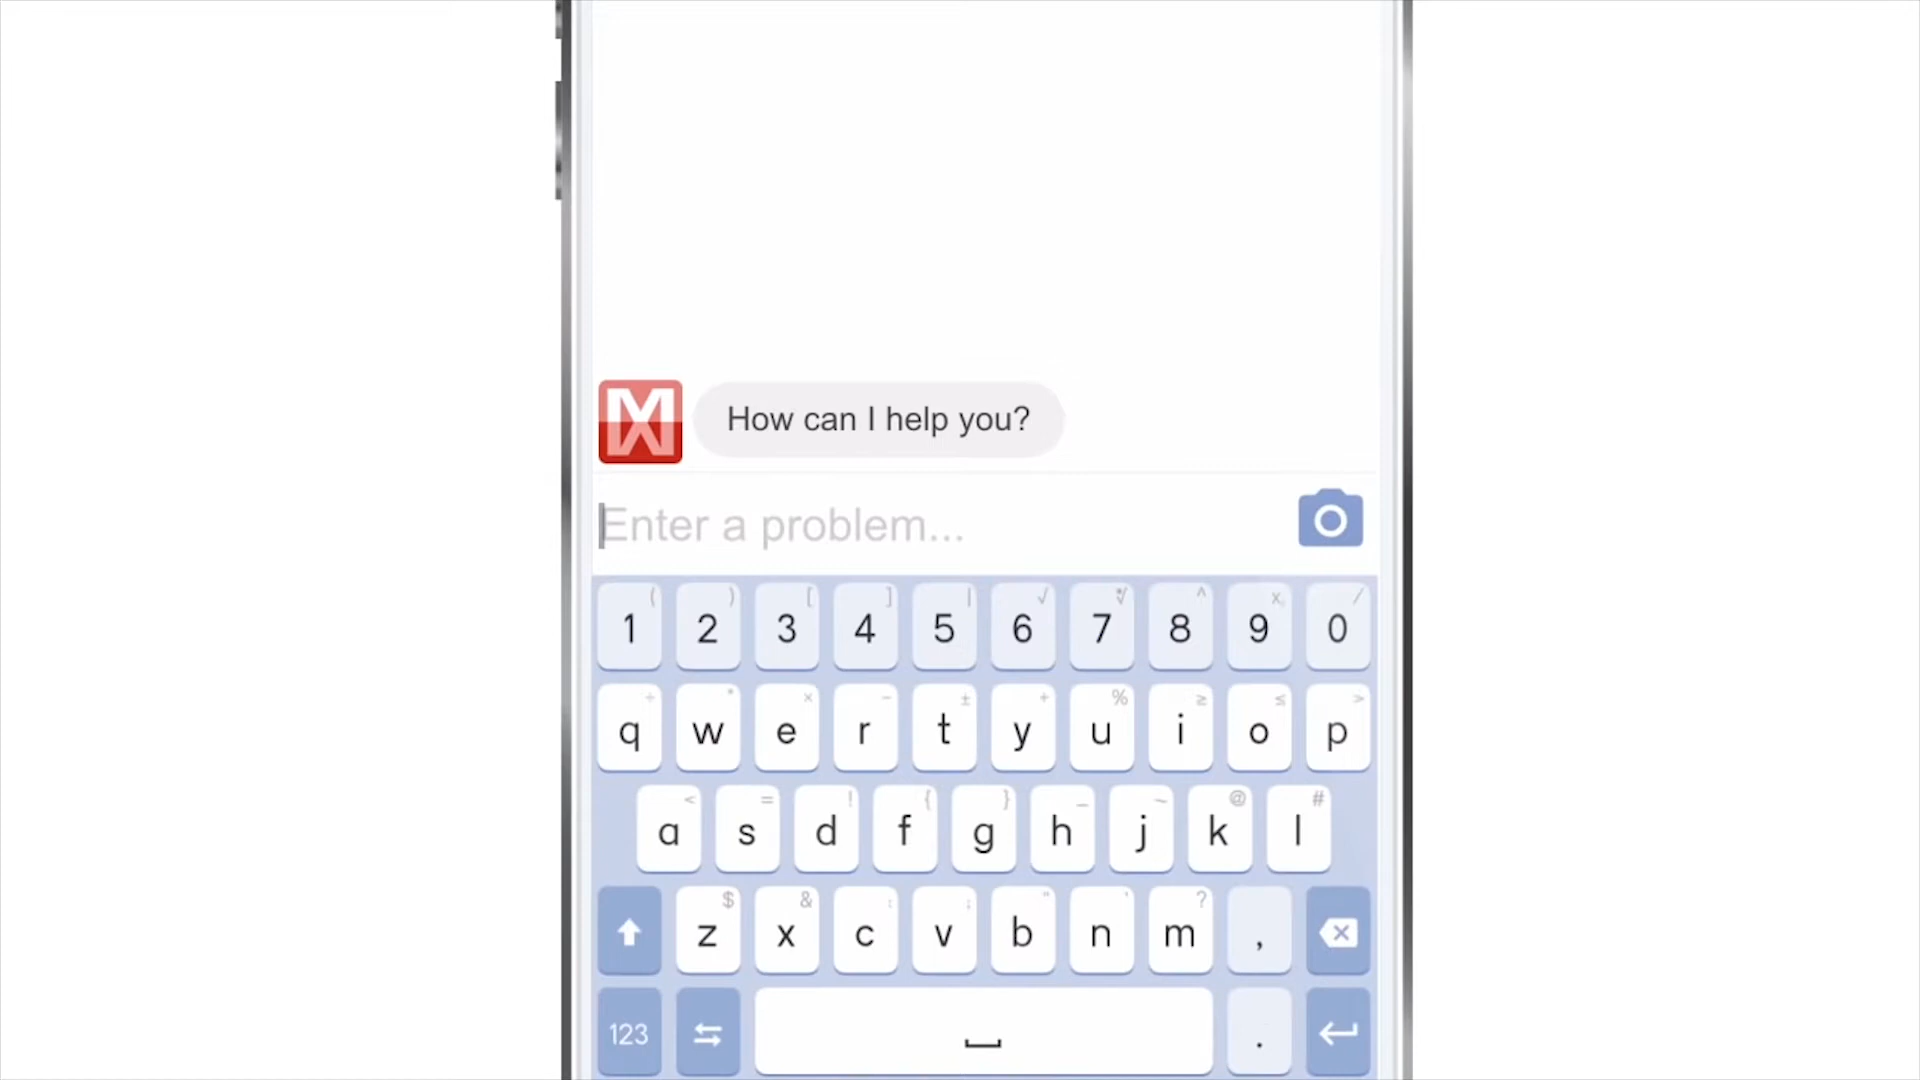 M
How can I help you?
Enter a problem...
1 ( 2 ) 3 [ 4 ] 5 | 6 √ 7 ∛ 8 ^ 9 x 0 /
q ÷ w * e × r − t ± y + u % i ≥ o ≤ p >
a < s = d ! f { g } h _ j ~ k @ l #
z $ x & c : v ; b " n ' m ? ,
123 .